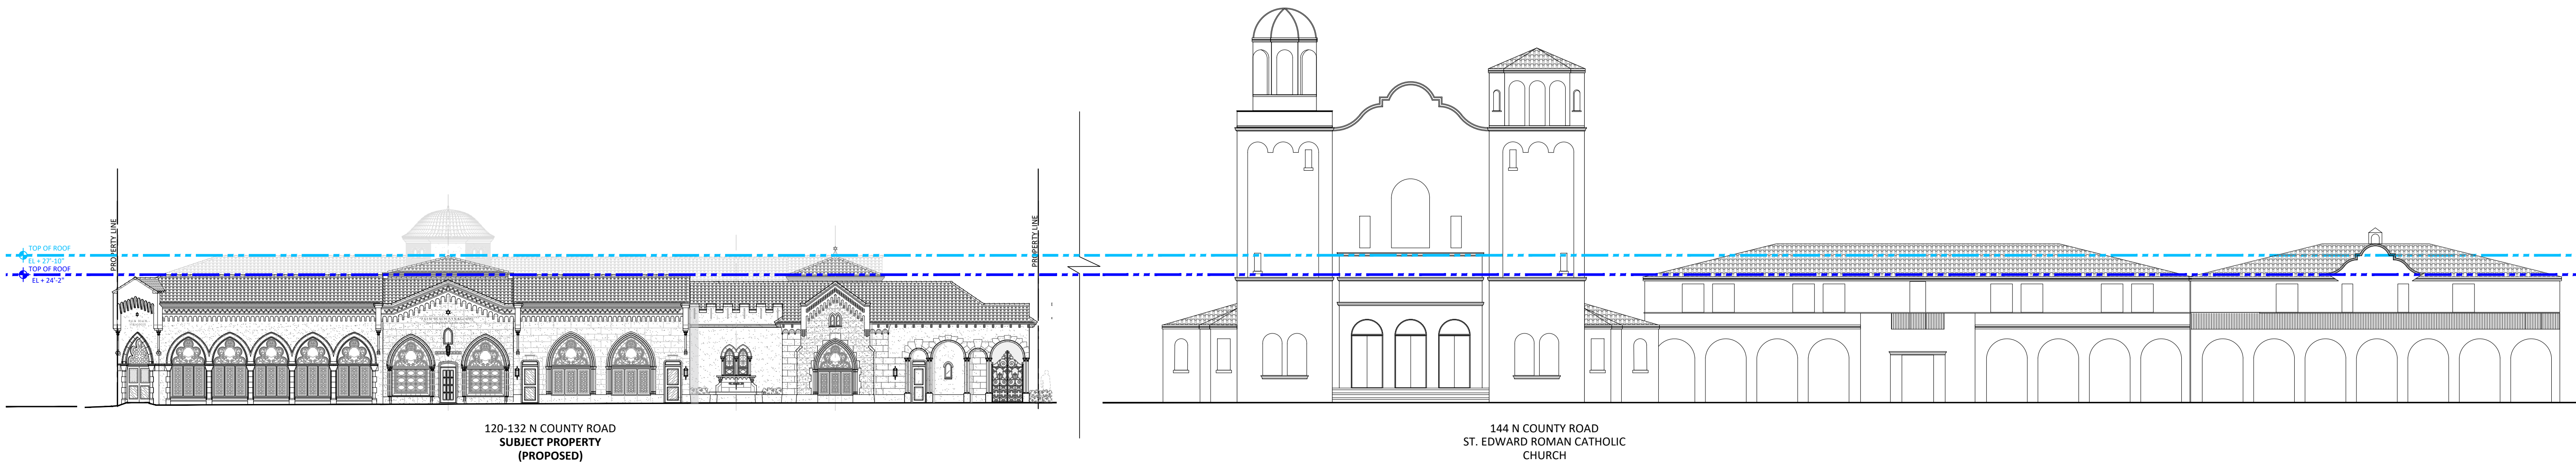 PROPERTY LINE
TOP OF ROOF
EL + 27'-10"
TOP OF ROOF
EL + 24'-2"
PROPERTY LINE
120-132 N COUNTY ROAD
SUBJECT PROPERTY
(PROPOSED)
144 N COUNTY ROAD
ST. EDWARD ROMAN CATHOLIC
CHURCH